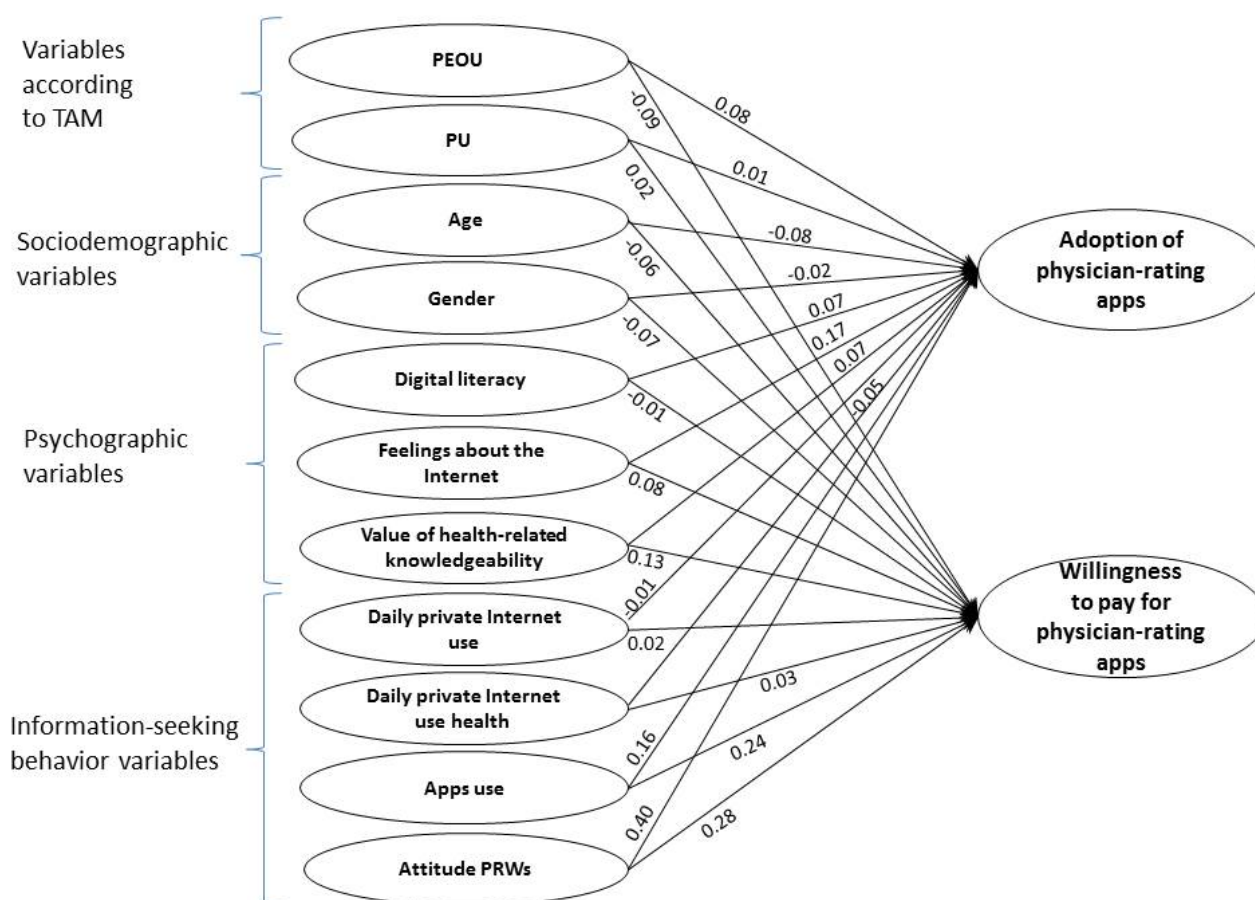 Variables
according
to TAM
Sociodemographic
variables
Psychographic
variables
Information-seeking
behavior variables
PEOU
PU
Age
Gender
Digital literacy
Feelings about the
Internet
Value of health-related
knowledgeability
Daily private Internet
use
Daily private Internet
use health
Apps use
Attitude PRWs
0.08
-0.09
0.01
0.02
-0.08
-0.06
-0.02
-0.07
0.07
-0.01
0.17
0.08
0.07
0.13
-0.01
0.02
-0.05
0.03
0.16
0.24
0.40
0.28
Adoption of
physician-rating
apps
Willingness
to pay for
physician-rating
apps